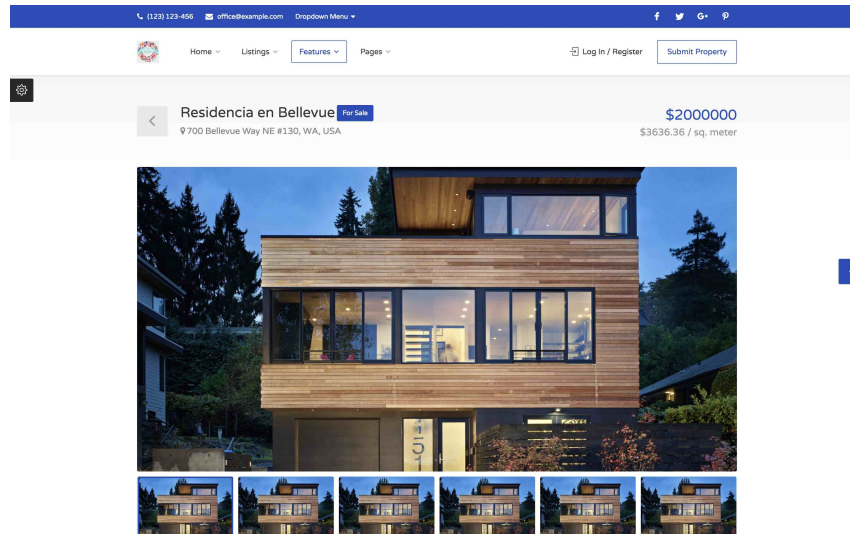 (123) 123-456 office@example.com Dropdown Menu
Home Listings Features Pages Log In / Register Submit Property
Residencia en Bellevue For Sale $2000000
700 Bellevue Way NE #130, WA, USA $3636.36 / sq. meter
151